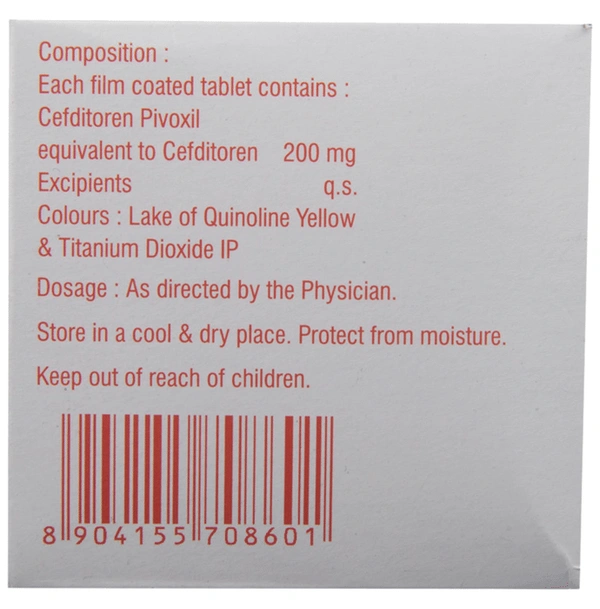 Composition :
Each film coated tablet contains :
Cefditoren Pivoxil
equivalent to Cefditoren 200 mg
Excipients q.s.
Colours : Lake of Quinoline Yellow
& Titanium Dioxide IP
Dosage : As directed by the Physician.
Store in a cool & dry place. Protect from moisture.
Keep out of reach of children.
8 904155 708601